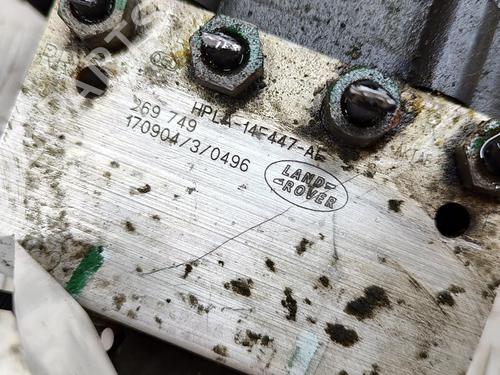 HPLA-14F447-AE
269 749
170904/3/0496
LAND-
-ROVER